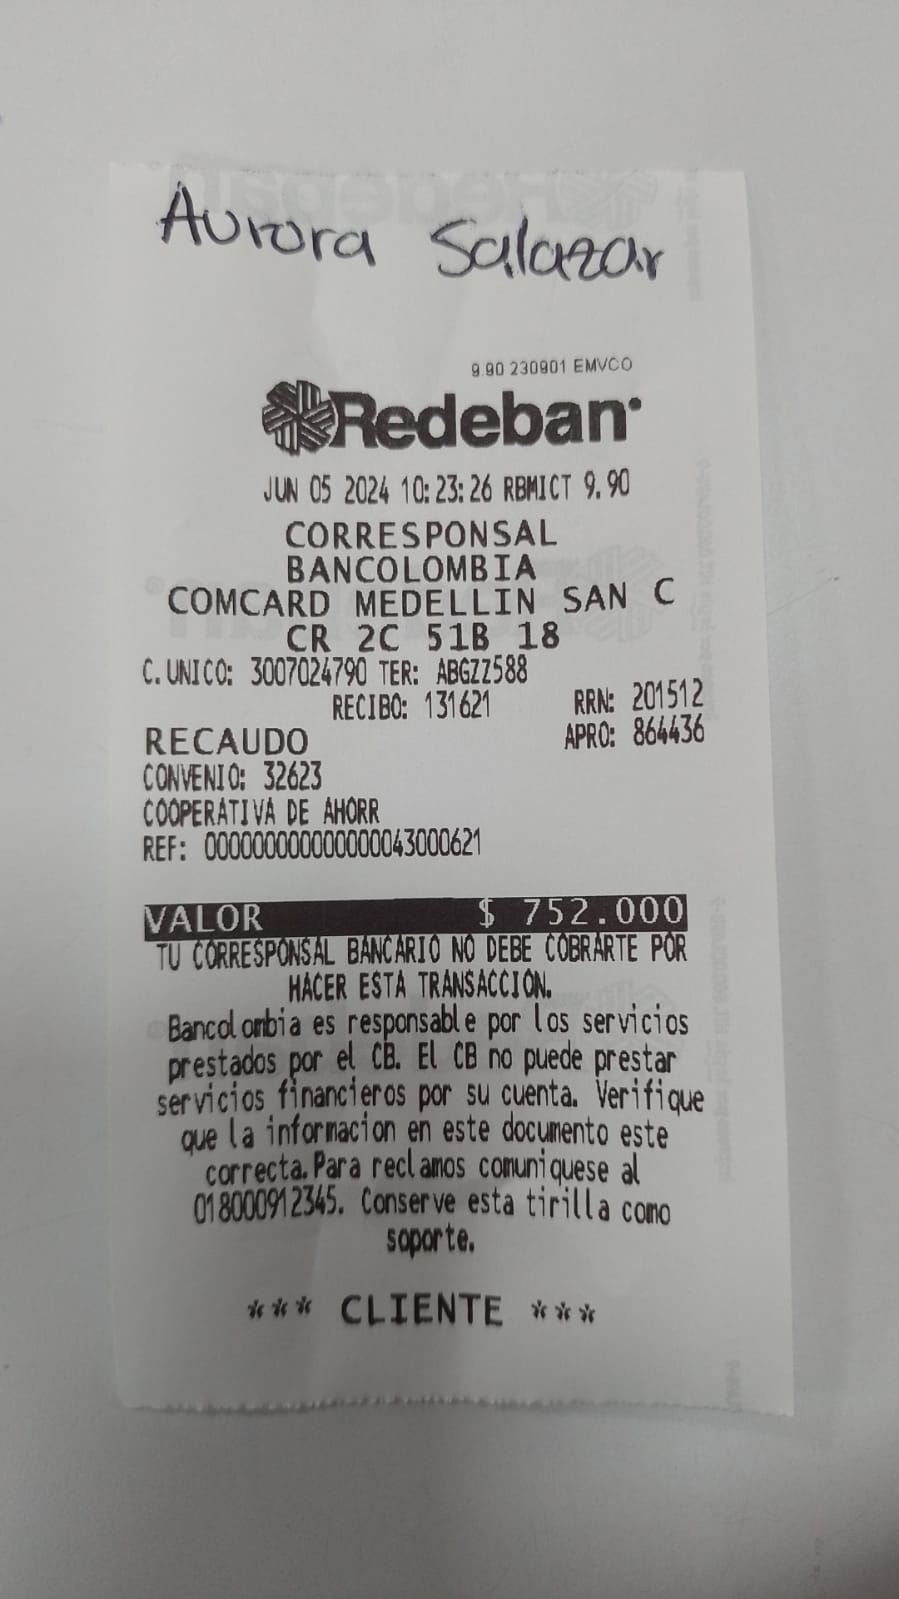 Aurora Salazar
9.90 230901 EMVCO
Redeban
JUN 05 2024 10:23:26 RBMICT 9.90
CORRESPONSAL
BANCOLOMBIA
COMCARD MEDELLIN SAN C
CR 2C 51B 18
C. UNICO: 3007024790 TER: ABGZZ588
RECIBO: 131621 RRN: 201512
RECAUDO APRO: 864436
CONVENIO: 32623
COOPERATIVA DE AHORR
REF: 000000000000000043000621
VALOR $ 752.000
TU CORRESPONSAL BANCARIO NO DEBE COBRARTE POR
HACER ESTA TRANSACCION.
Bancolombia es responsable por los servicios
prestados por el CB. El CB no puede prestar
servicios financieros por su cuenta. Verifique
que la informacion en este documento este
correcta. Para reclamos comuniquese al
018000912345. Conserve esta tirilla como
soporte.
*** CLIENTE ***